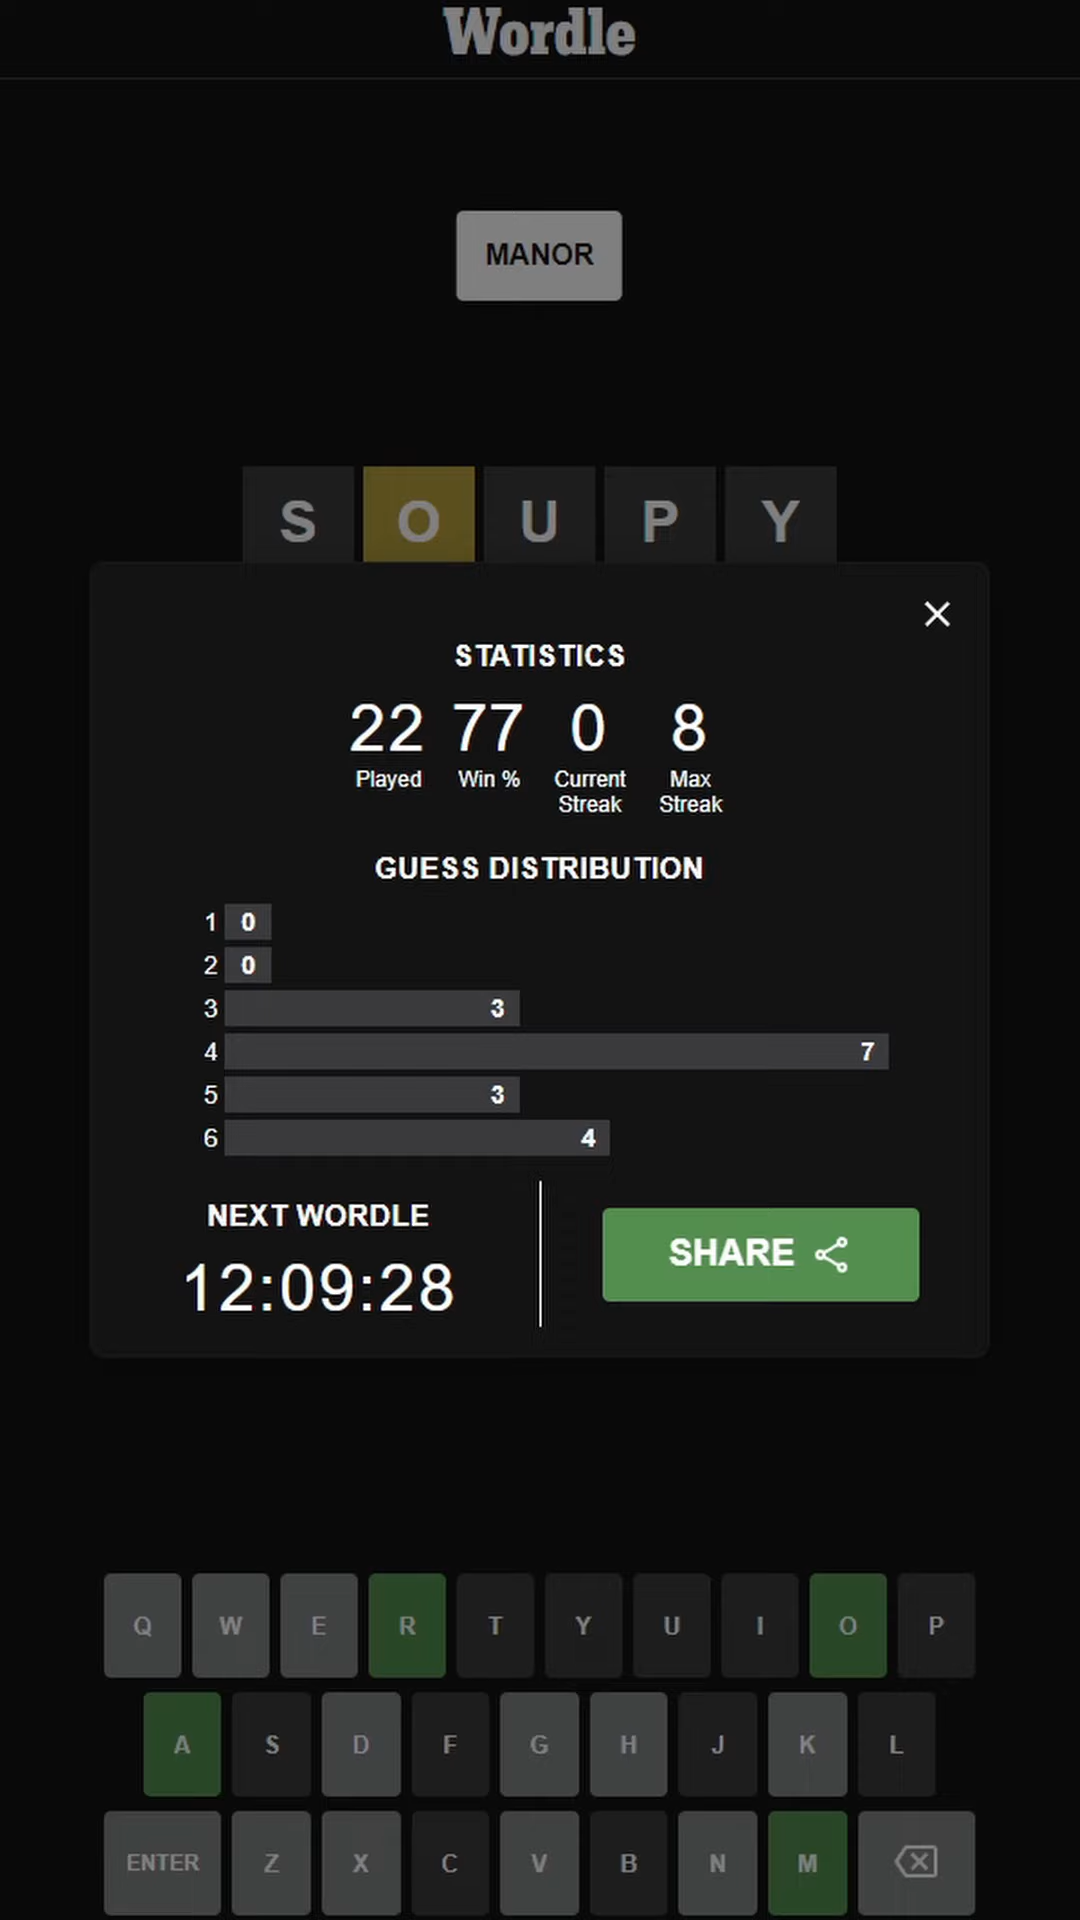 Wordle
MANOR
S O U P Y
STATISTICS
22 77 0 8
Played Win % Current Streak Max Streak
GUESS DISTRIBUTION
1 0
2 0
3 3
4 7
5 3
6 4
NEXT WORDLE
12:09:28
SHARE
Q W E R T Y U I O P
A S D F G H J K L
ENTER Z X C V B N M